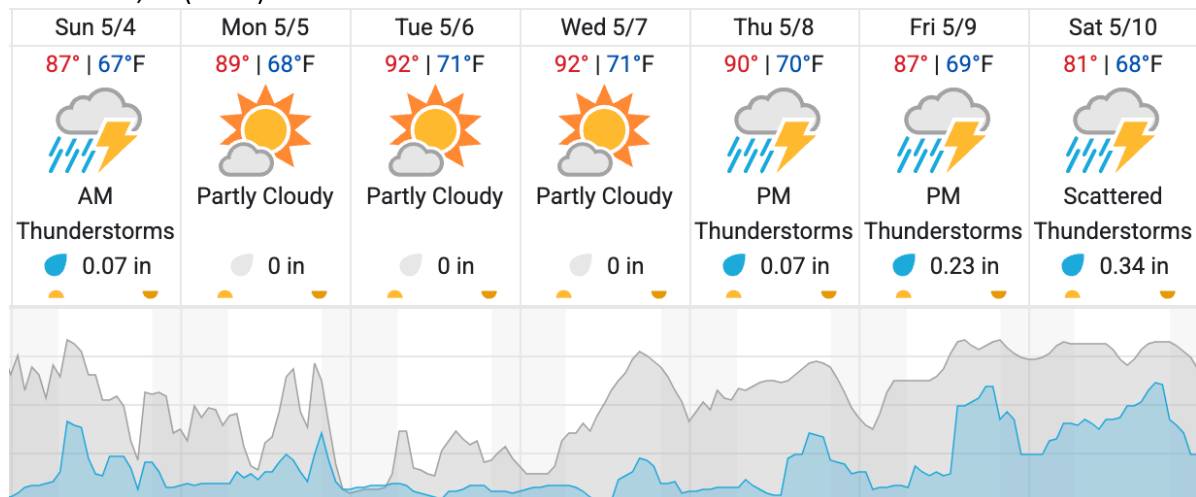 Sun 5/4
Mon 5/5
Tue 5/6
Wed 5/7
Thu 5/8
Fri 5/9
Sat 5/10
87° | 67°F
89° | 68°F
92° | 71°F
92° | 71°F
90° | 70°F
87° | 69°F
81° | 68°F
AM
Thunderstorms
Partly Cloudy
Partly Cloudy
Partly Cloudy
PM
Thunderstorms
PM
Thunderstorms
Scattered
Thunderstorms
0.07 in
0 in
0 in
0 in
0.07 in
0.23 in
0.34 in